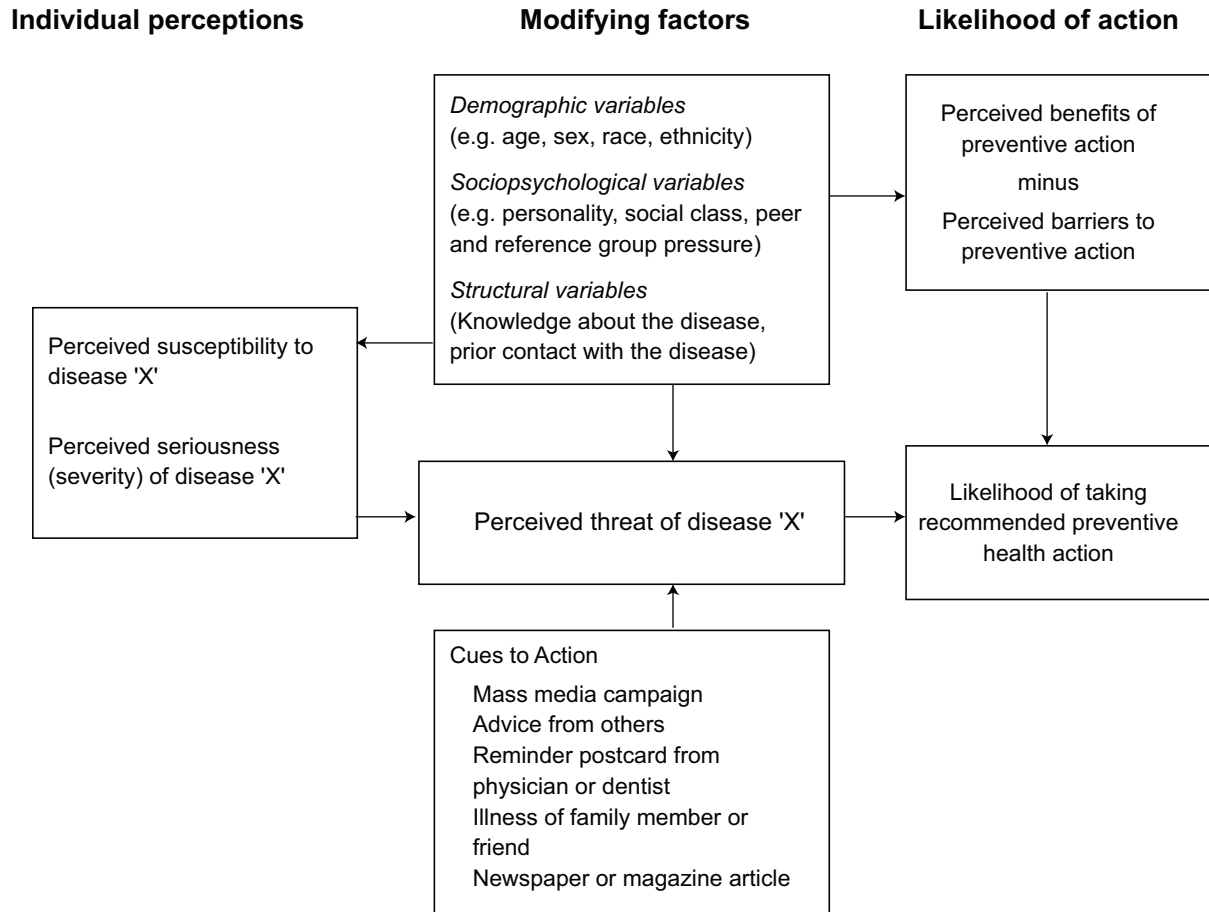 Individual perceptions
Modifying factors
Likelihood of action
Demographic variables
(e.g. age, sex, race, ethnicity)
Sociopsychological variables
(e.g. personality, social class, peer
and reference group pressure)
Structural variables
(Knowledge about the disease,
prior contact with the disease)
Perceived benefits of
preventive action
minus
Perceived barriers to
preventive action
Perceived susceptibility to
disease 'X'
Perceived seriousness
(severity) of disease 'X'
Perceived threat of disease 'X'
Likelihood of taking
recommended preventive
health action
Cues to Action
Mass media campaign
Advice from others
Reminder postcard from
physician or dentist
Illness of family member or
friend
Newspaper or magazine article